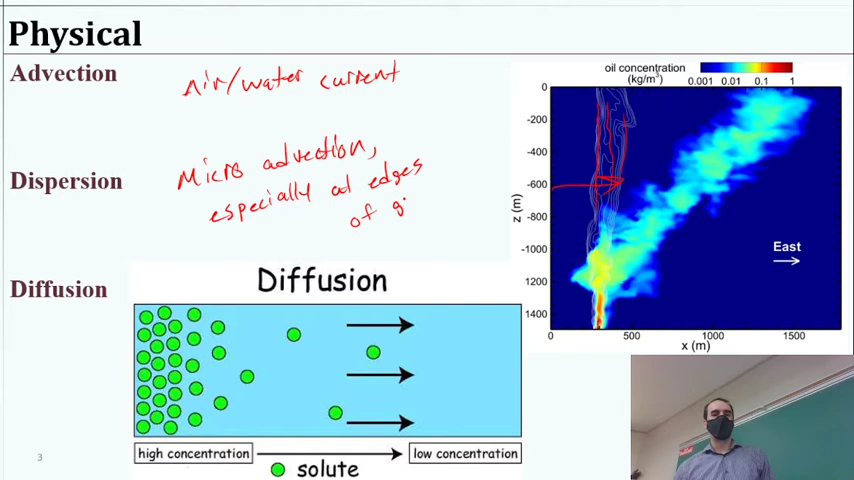 Physical
Advection
Air/water current
Dispersion
Micro advection,
especially at edges
of g
Diffusion
Diffusion
high concentration
low concentration
solute
oil concentration
(kg/m³)
0.001 0.01 0.1 1
0
-200
-400
-600
-800
-1000
1200
1400
z (m)
East
0 500 1000 1500
x (m)
3